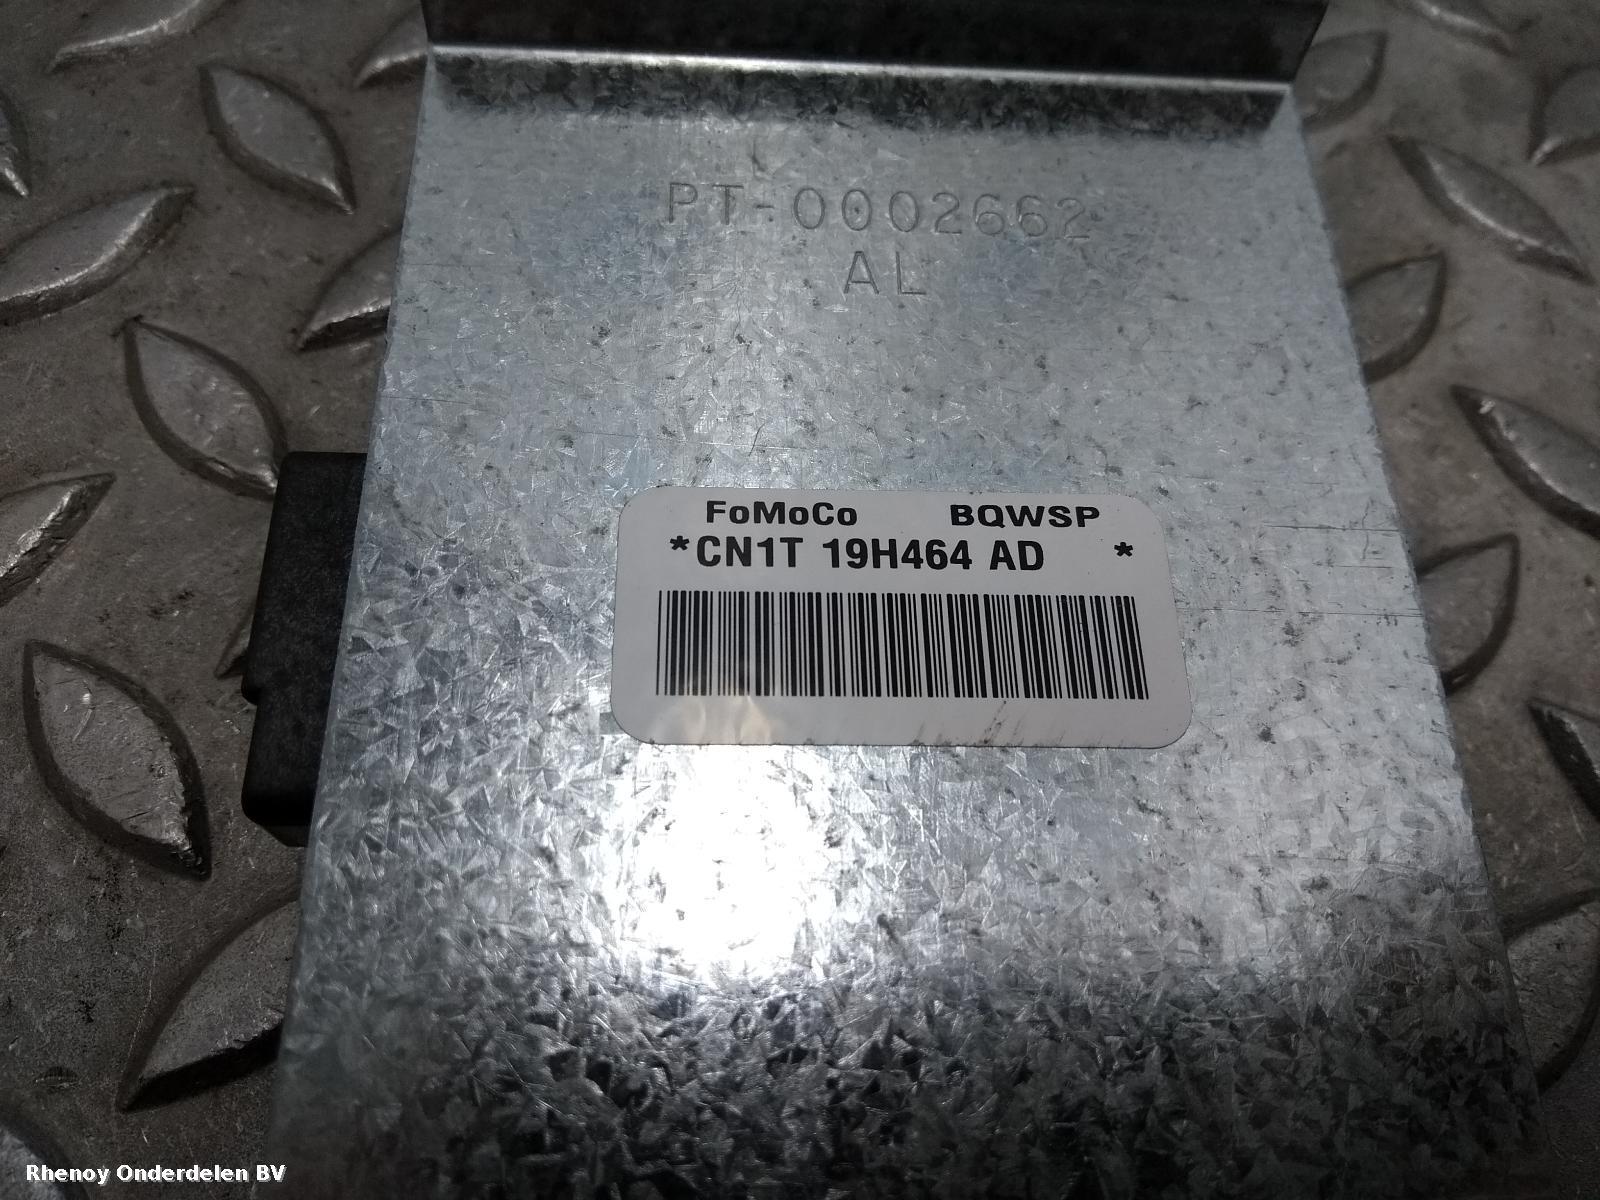 PT-0002662
AL
FoMoCo BQWSP
*CN1T 19H464 AD *
Rhenoy Onderdelen BV